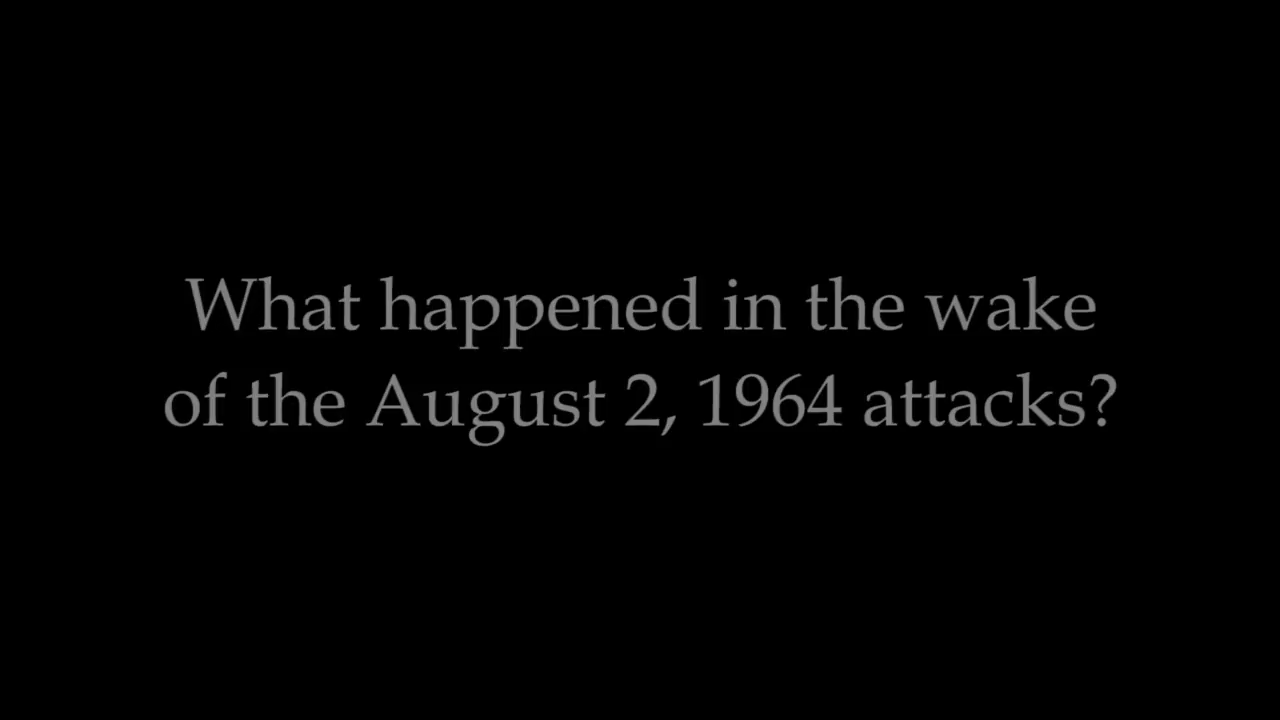 What happened in the wake
of the August 2, 1964 attacks?